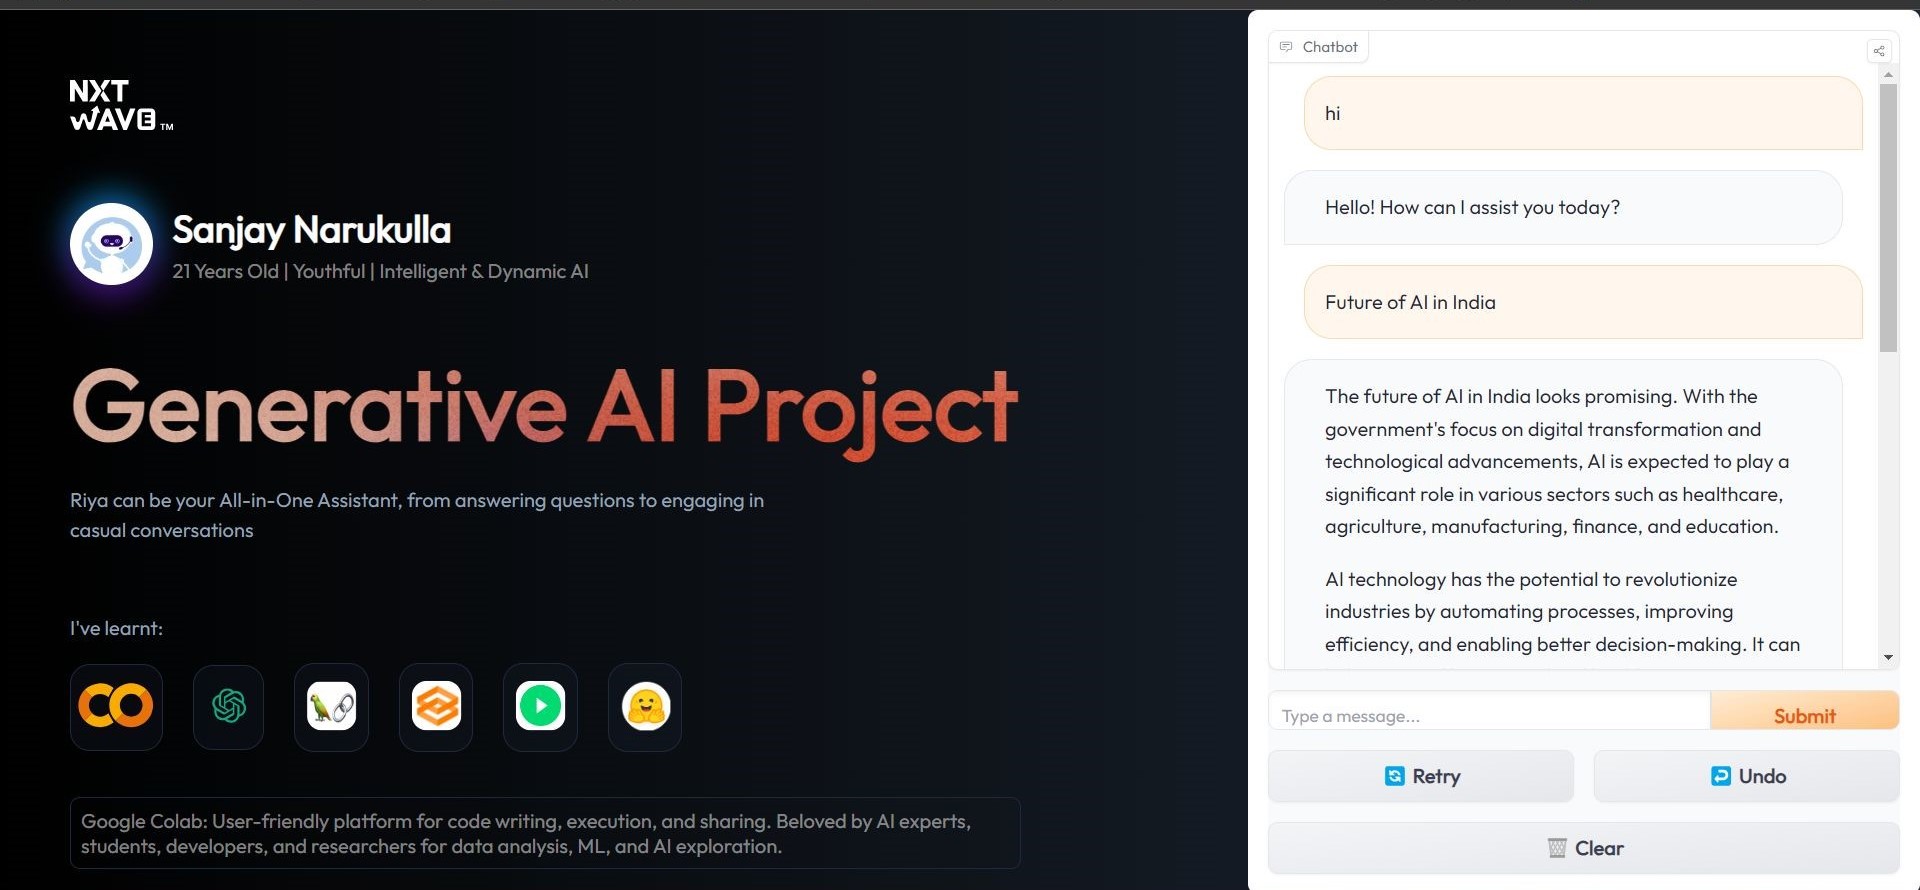 NXT
WAVE™
Sanjay Narukulla
21 Years Old | Youthful | Intelligent & Dynamic AI
Generative AI Project
Riya can be your All-in-One Assistant, from answering questions to engaging in
casual conversations
I've learnt:
Google Colab: User-friendly platform for code writing, execution, and sharing. Beloved by AI experts,
students, developers, and researchers for data analysis, ML, and AI exploration.
Chatbot
hi
Hello! How can I assist you today?
Future of AI in India
The future of AI in India looks promising. With the
government's focus on digital transformation and
technological advancements, AI is expected to play a
significant role in various sectors such as healthcare,
agriculture, manufacturing, finance, and education.
AI technology has the potential to revolutionize
industries by automating processes, improving
efficiency, and enabling better decision-making. It can
Type a message...
Submit
Retry
Undo
Clear